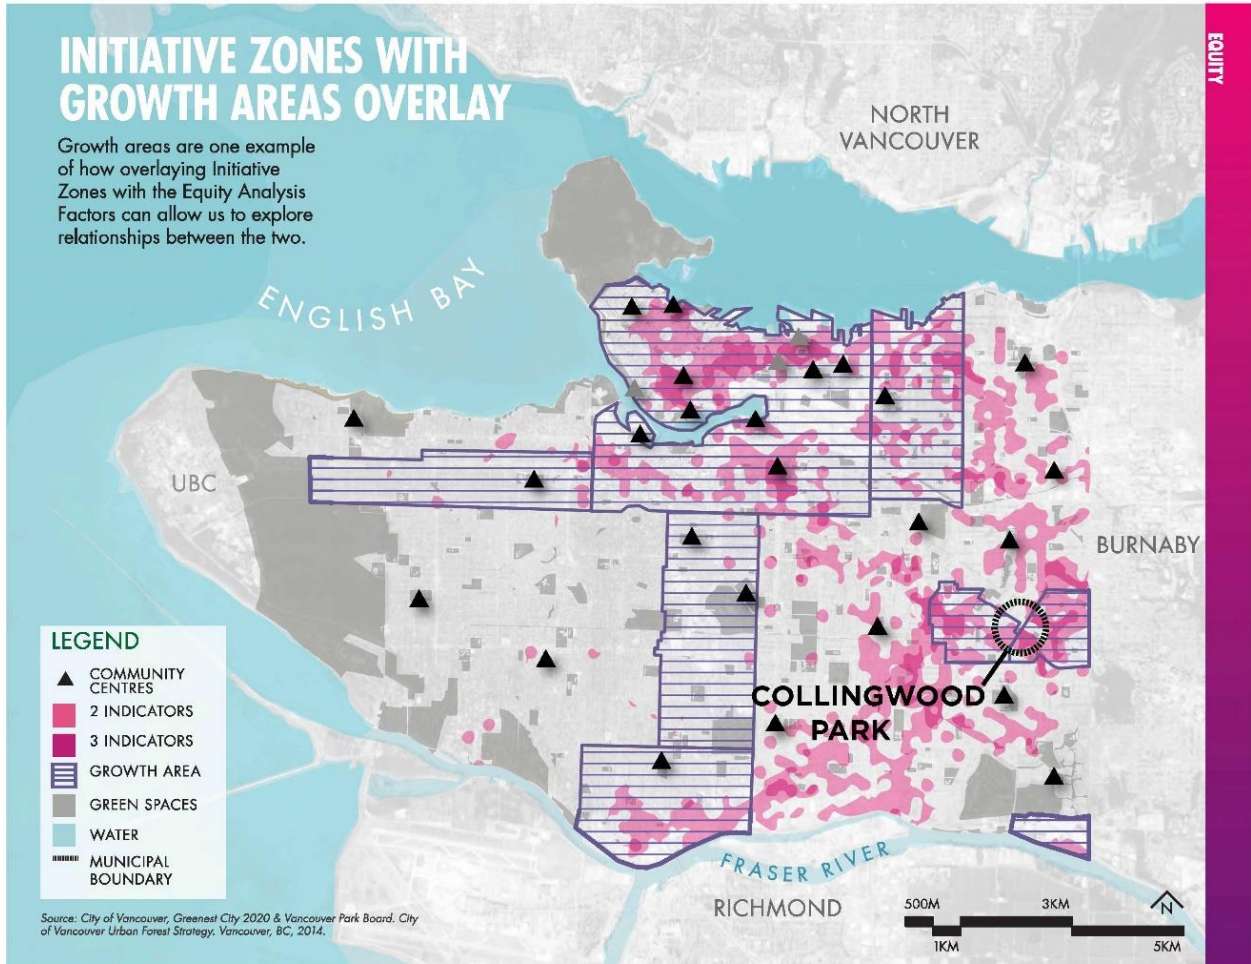 INITIATIVE ZONES WITH
GROWTH AREAS OVERLAY
Growth areas are one example
of how overlaying Initiative
Zones with the Equity Analysis
Factors can allow us to explore
relationships between the two.
EQUITY
NORTH
VANCOUVER
ENGLISH BAY
UBC
BURNABY
COLLINGWOOD
PARK
LEGEND
COMMUNITY
CENTRES
2 INDICATORS
3 INDICATORS
GROWTH AREA
GREEN SPACES
WATER
MUNICIPAL
BOUNDARY
FRASER RIVER
RICHMOND
500M
3KM
1KM
5KM
N
Source: City of Vancouver, Greenest City 2020 & Vancouver Park Board. City
of Vancouver Urban Forest Strategy. Vancouver, BC, 2014.